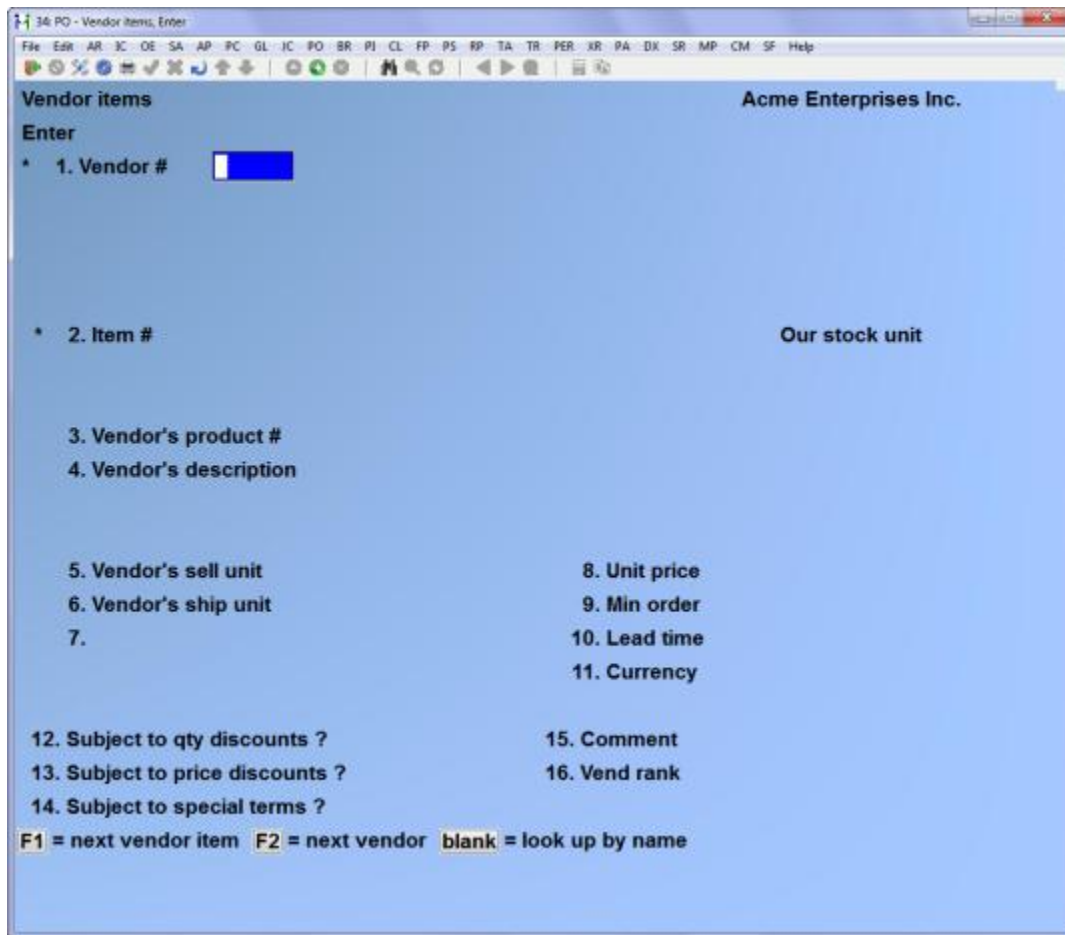 34: PO - Vendor items, Enter
File Edit AR IC OE SA AP PC GL JC PO BR PJ CL FP PS RP TA TR PER XR PA DX SR MP CM SF Help
Vendor items Acme Enterprises Inc.
Enter
* 1. Vendor #
* 2. Item # Our stock unit
3. Vendor's product #
4. Vendor's description
5. Vendor's sell unit 8. Unit price
6. Vendor's ship unit 9. Min order
7. 10. Lead time
11. Currency
12. Subject to qty discounts ? 15. Comment
13. Subject to price discounts ? 16. Vend rank
14. Subject to special terms ?
F1 = next vendor item F2 = next vendor blank = look up by name